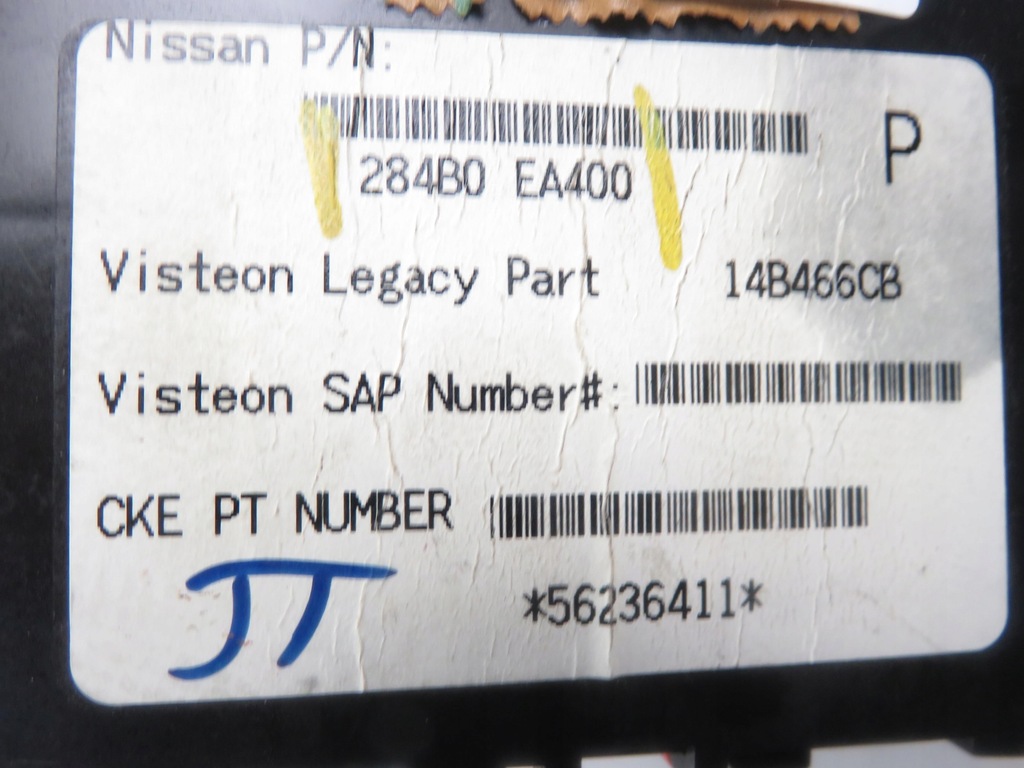 Nissan P/N:
P
284B0 EA400
Visteon Legacy Part 14B466CB
Visteon SAP Number#:
CKE PT NUMBER
*56236411*
JT